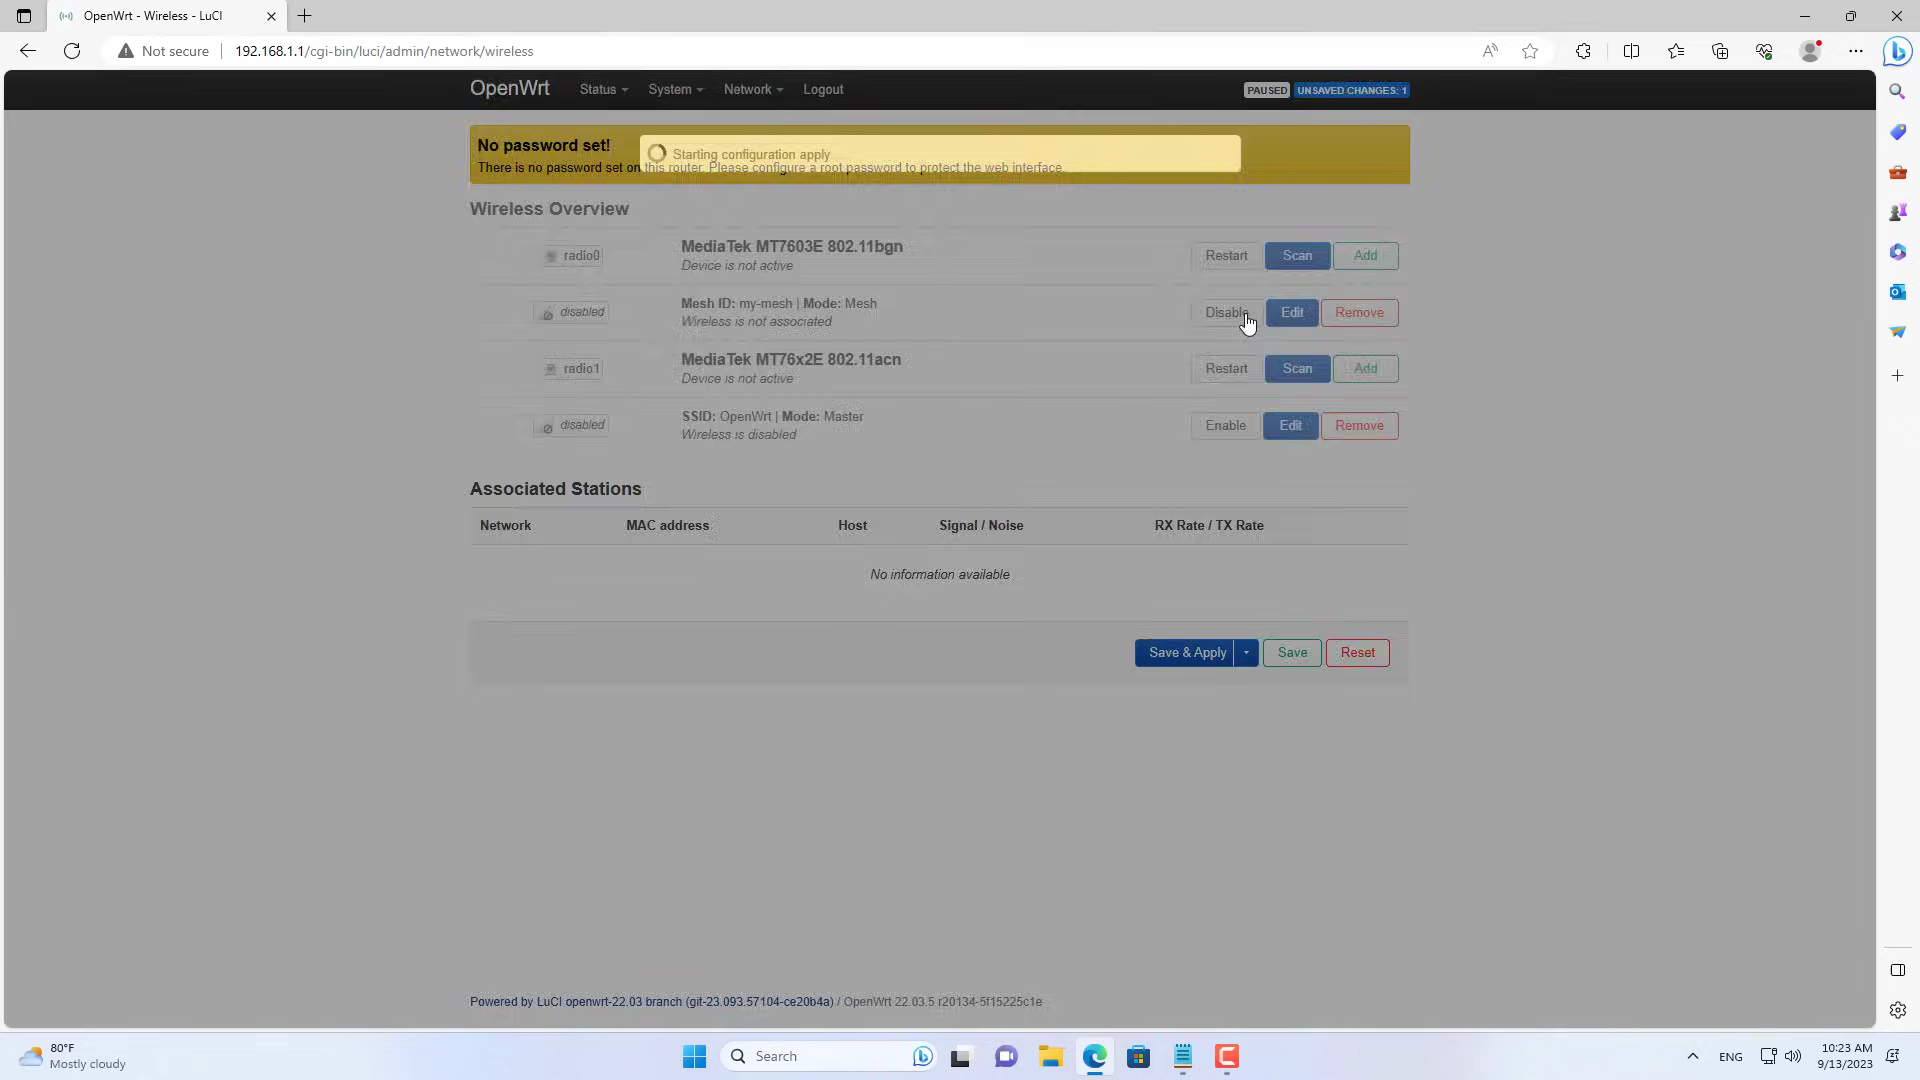 OpenWrt - Wireless - LuCI
Not secure
192.168.1.1/cgi-bin/luci/admin/network/wireless
OpenWrt Status System Network Logout PAUSED UNSAVED CHANGES: 1
No password set!
Starting configuration apply
There is no password set on this router. Please configure a root password to protect the web interface.
Wireless Overview
radio0
MediaTek MT7603E 802.11bgn
Device is not active
Restart Scan Add
disabled
Mesh ID: my-mesh | Mode: Mesh
Wireless is not associated
Disable Edit Remove
radio1
MediaTek MT76x2E 802.11acn
Device is not active
Restart Scan Add
disabled
SSID: OpenWrt | Mode: Master
Wireless is disabled
Enable Edit Remove
Associated Stations
Network MAC address Host Signal / Noise RX Rate / TX Rate
No information available
Save & Apply Save Reset
Powered by LuCI openwrt-22.03 branch (git-23.093.57104-ce20b4a) / OpenWrt 22.03.5 r20134-5f15225c1e
80°F
Mostly cloudy
Search
ENG
10:23 AM
9/13/2023